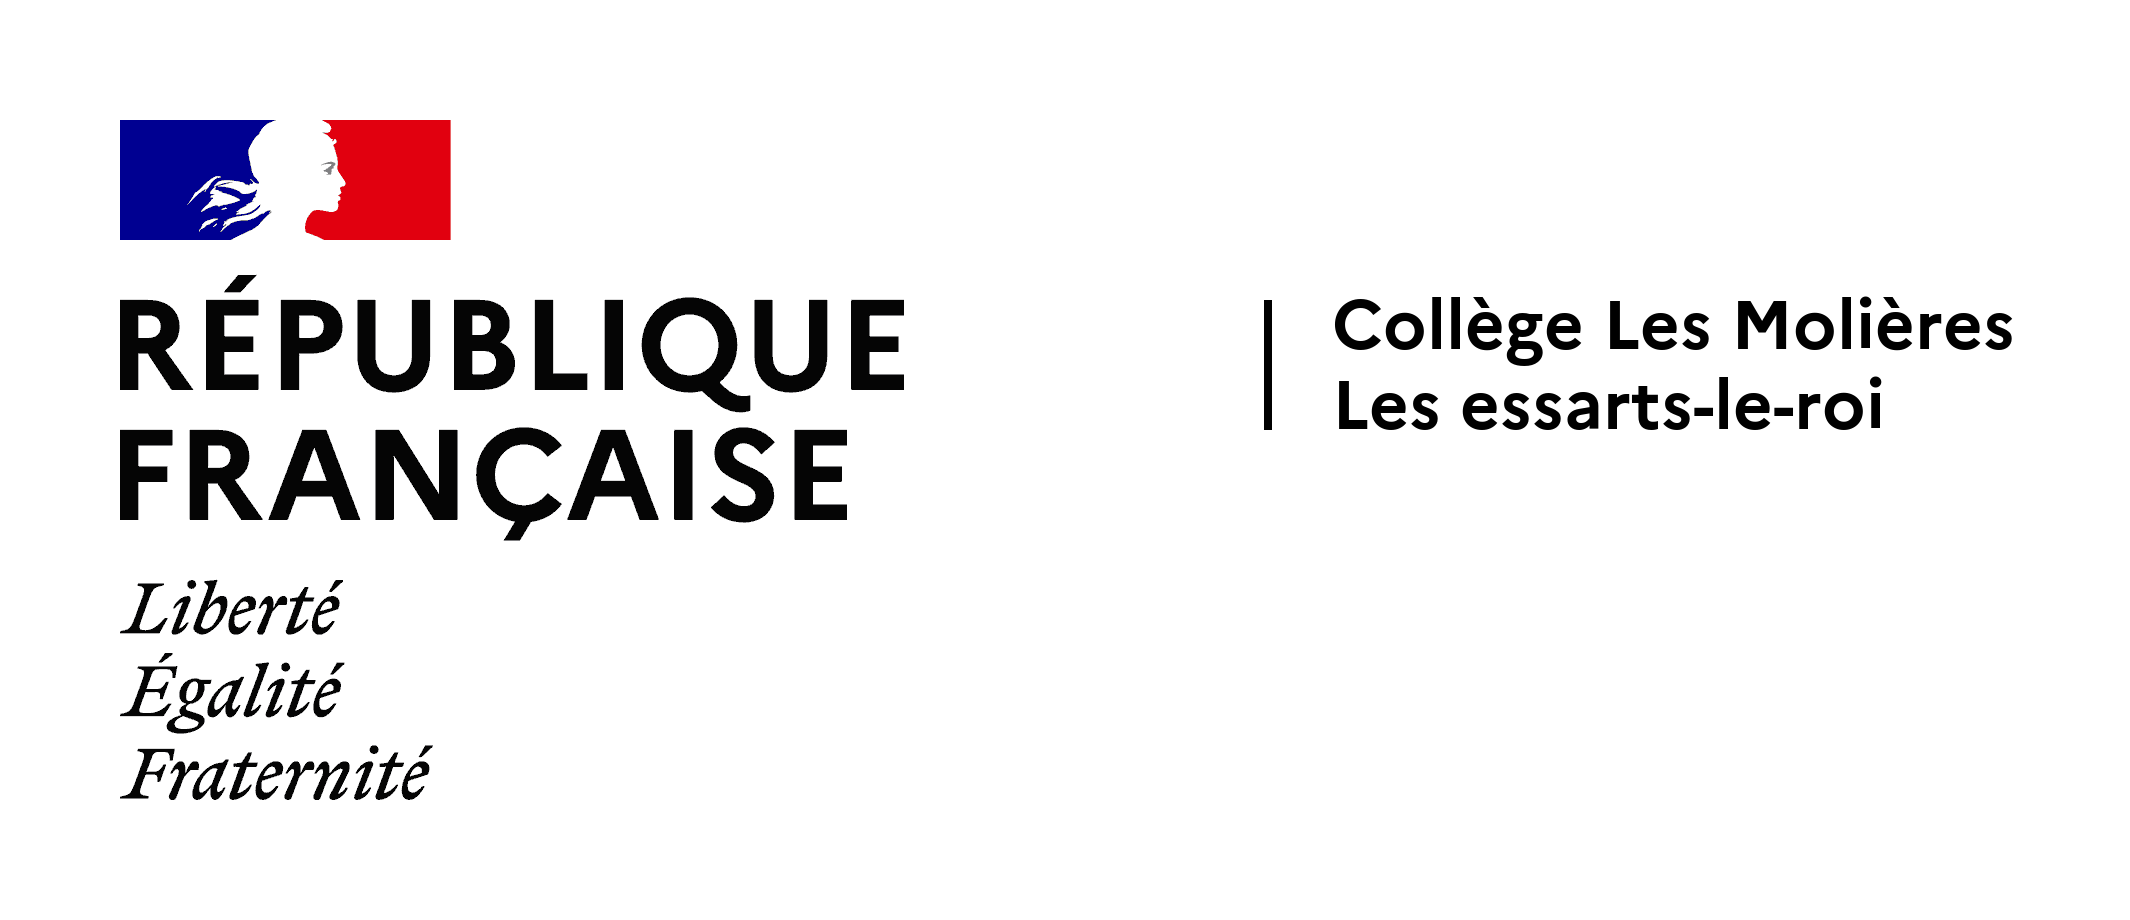 RÉPUBLIQUE
FRANÇAISE
Liberté
Égalité
Fraternité
Collège Les Molières
Les essarts-le-roi